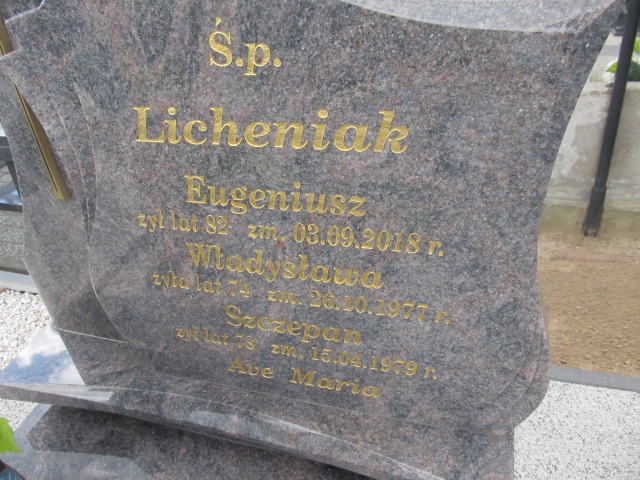 Ś.p.
Licheniak
Eugeniusz
żył lat 82 zm. 03.09.2018 r.
Władysława
żyła lat 74 zm. 26.10.1977 r.
Szczepan
żył lat 78 zm. 15.04.1979 r.
Ave Maria